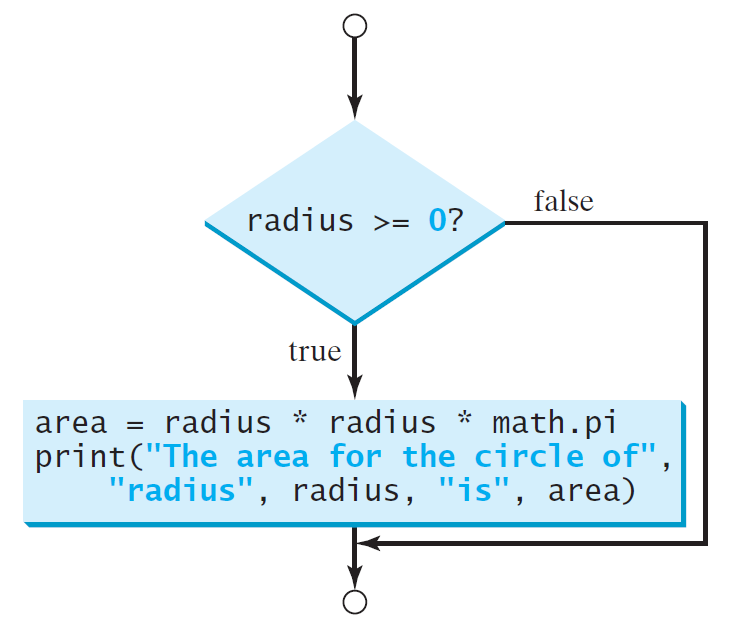 radius >= 0?
false
true
area = radius * radius * math.pi
print("The area for the circle of",
"radius", radius, "is", area)